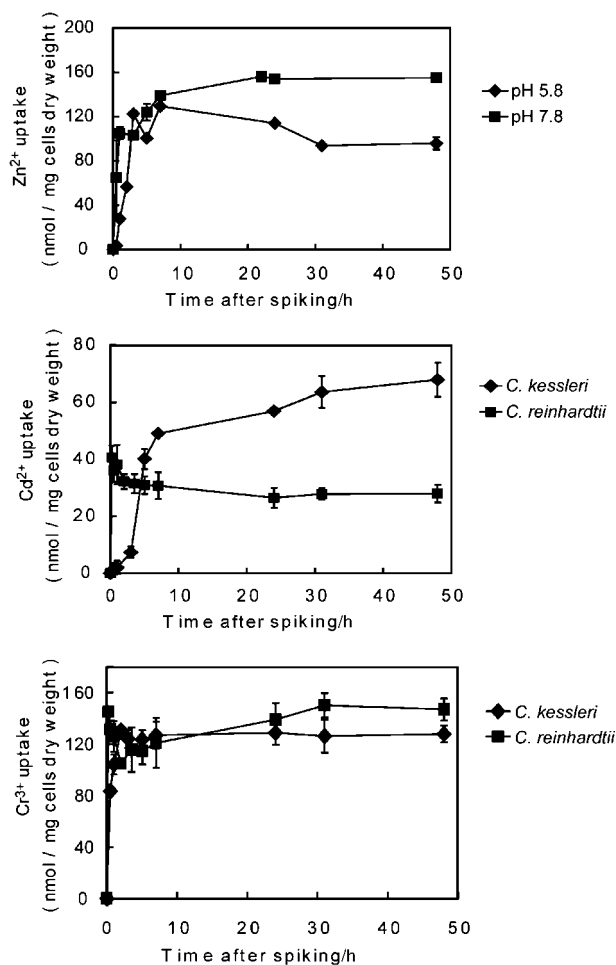 Zn2+ uptake
( nmol / mg cells dry weight )
200
160
120
80
40
0
0 10 20 30 40 50
Time after spiking/h
pH 5.8
pH 7.8
Cd2+ uptake
( nmol / mg cells dry weight )
80
60
40
20
0
0 10 20 30 40 50
Time after spiking/h
C. kessleri
C. reinhardtii
Cr3+ uptake
( nmol / mg cells dry weight )
160
120
80
40
0
0 10 20 30 40 50
Time after spiking/h
C. kessleri
C. reinhardtii